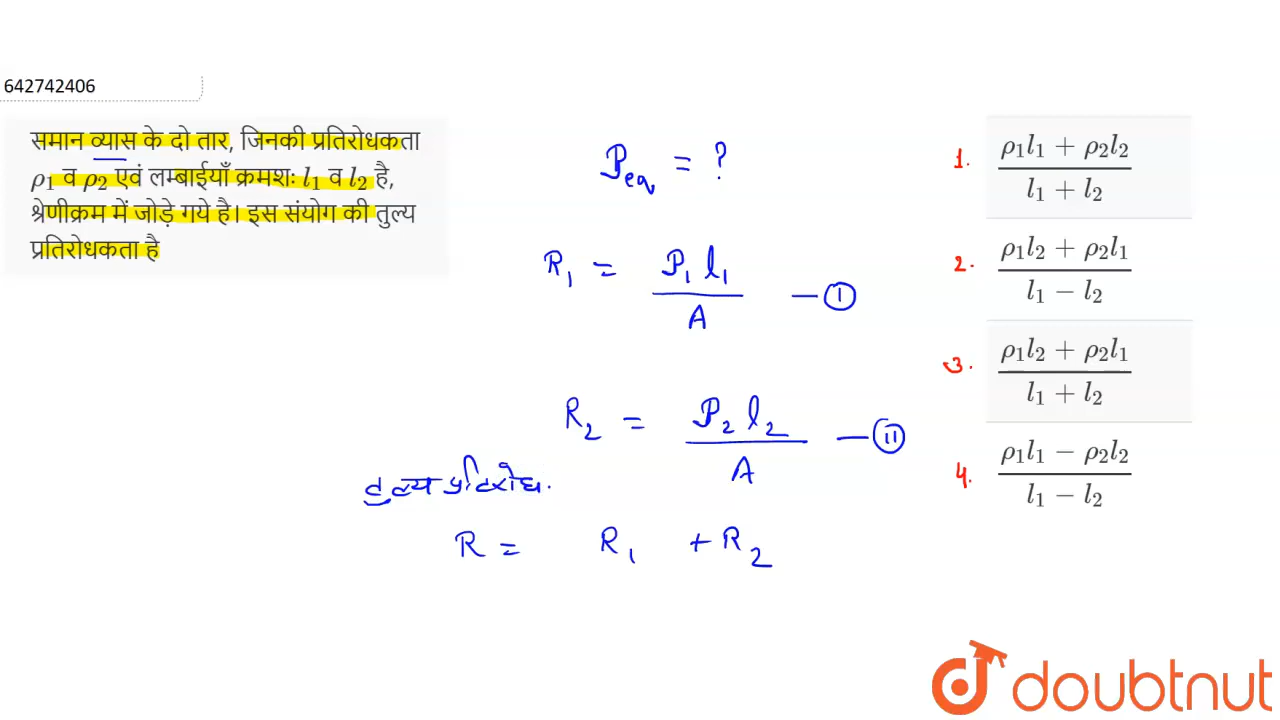 642742406
समान व्यास के दो तार, जिनकी प्रतिरोधकता
ρ₁ व ρ₂ एवं लम्बाईयाँ क्रमशः l₁ व l₂ है,
श्रेणीक्रम में जोड़े गये है। इस संयोग की तुल्य
प्रतिरोधकता है
ρeq = ?
R₁ = ρ₁ l₁ / A — (I)
R₂ = ρ₂ l₂ / A — (II)
तुल्य प्रतिरोध.
R = R₁ + R₂
1. (ρ₁l₁ + ρ₂l₂) / (l₁ + l₂)
2. (ρ₁l₂ + ρ₂l₁) / (l₁ − l₂)
3. (ρ₁l₂ + ρ₂l₁) / (l₁ + l₂)
4. (ρ₁l₁ − ρ₂l₂) / (l₁ − l₂)
doubtnut